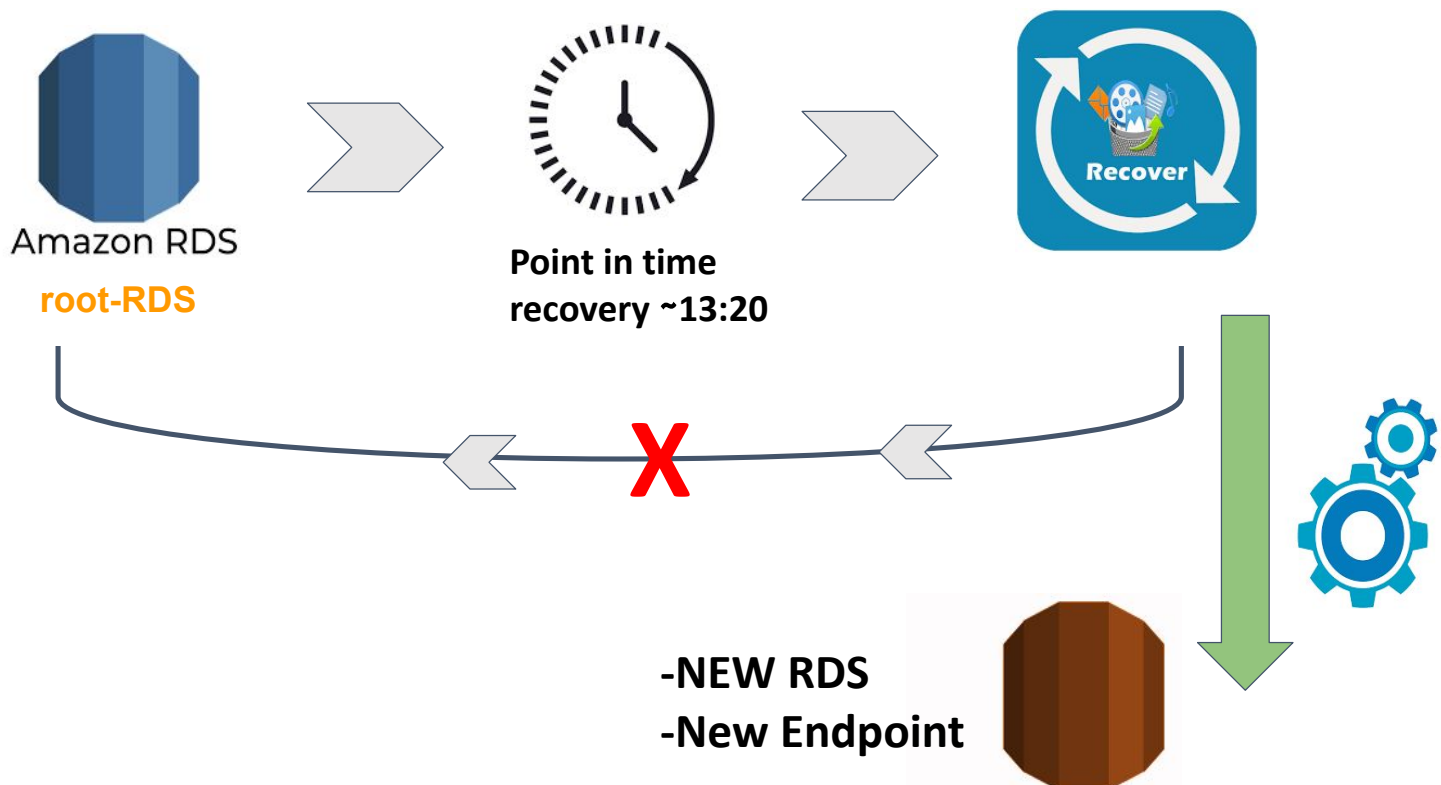 Amazon RDS
root-RDS
Point in time
recovery ~13:20
Recover
X
-NEW RDS
-New Endpoint